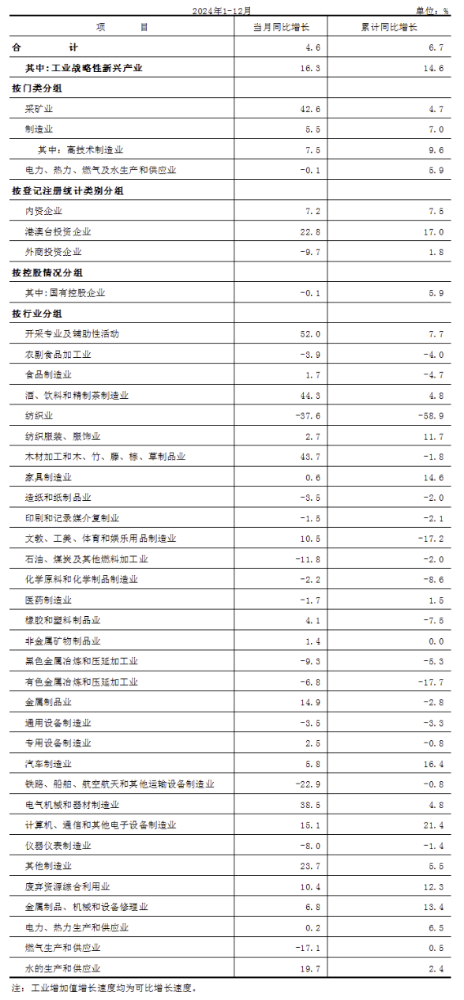 2024年1-12月 单位：%
项 目 当月同比增长 累计同比增长
合 计 4.6 6.7
其中:工业战略性新兴产业 16.3 14.6
按门类分组
采矿业 42.6 4.7
制造业 5.5 7.0
其中：高技术制造业 7.5 9.6
电力、热力、燃气及水生产和供应业 -0.1 5.9
按登记注册统计类别分组
内资企业 7.2 7.5
港澳台投资企业 22.8 17.0
外商投资企业 -9.7 1.8
按控股情况分组
其中:国有控股企业 -0.1 5.9
按行业分组
开采专业及辅助性活动 52.0 7.7
农副食品加工业 -3.9 -4.0
食品制造业 1.7 -4.7
酒、饮料和精制茶制造业 44.3 4.8
纺织业 -37.6 -58.9
纺织服装、服饰业 2.7 11.7
木材加工和木、竹、藤、棕、草制品业 43.7 -1.8
家具制造业 0.6 14.6
造纸和纸制品业 -3.5 -2.0
印刷和记录媒介复制业 -1.5 -2.1
文教、工美、体育和娱乐用品制造业 10.5 -17.2
石油、煤炭及其他燃料加工业 -11.8 -2.0
化学原料和化学制品制造业 -2.2 -8.6
医药制造业 -1.7 1.5
橡胶和塑料制品业 4.1 -7.5
非金属矿物制品业 1.4 0.0
黑色金属冶炼和压延加工业 -9.3 -5.3
有色金属冶炼和压延加工业 -6.8 -17.7
金属制品业 14.9 -2.8
通用设备制造业 -3.5 -3.3
专用设备制造业 2.5 -0.8
汽车制造业 5.8 16.4
铁路、船舶、航空航天和其他运输设备制造业 -22.9 -0.8
电气机械和器材制造业 38.5 4.8
计算机、通信和其他电子设备制造业 15.1 21.4
仪器仪表制造业 -8.0 -1.4
其他制造业 23.7 5.5
废弃资源综合利用业 10.4 12.3
金属制品、机械和设备修理业 6.8 13.4
电力、热力生产和供应业 0.2 6.5
燃气生产和供应业 -17.1 0.5
水的生产和供应业 19.7 2.4
注：工业增加值增长速度均为可比增长速度。